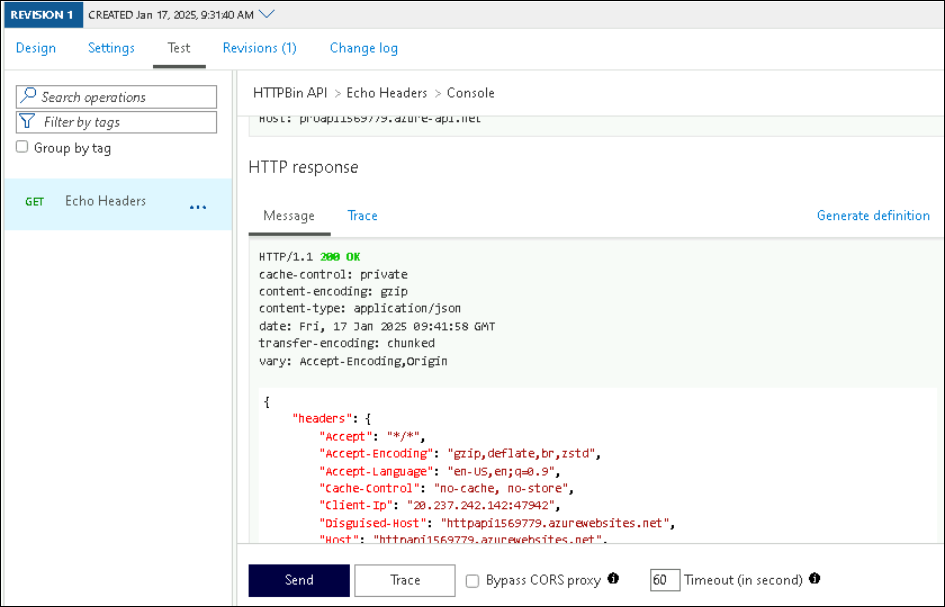 REVISION 1 CREATED Jan 17, 2025, 9:31:40 AM
Design Settings Test Revisions (1) Change log
Search operations
Filter by tags
Group by tag
GET Echo Headers ...
HTTPBin API > Echo Headers > Console
Host: proapi1569779.azure-api.net
HTTP response
Message Trace Generate definition
HTTP/1.1 200 OK
cache-control: private
content-encoding: gzip
content-type: application/json
date: Fri, 17 Jan 2025 09:41:58 GMT
transfer-encoding: chunked
vary: Accept-Encoding,Origin
{
"headers": {
"Accept": "*/*",
"Accept-Encoding": "gzip,deflate,br,zstd",
"Accept-Language": "en-US,en;q=0.9",
"Cache-Control": "no-cache, no-store",
"Client-Ip": "20.237.242.142:47942",
"Disguised-Host": "httpapi1569779.azurewebsites.net",
"Host": "httpapi1569779.azurewebsites.net",
Send Trace Bypass CORS proxy 60 Timeout (in second)